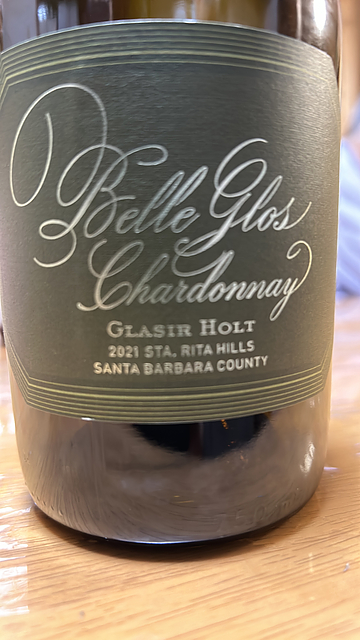 Belle Glos
Chardonnay
GLASIR HOLT
2021 STA. RITA HILLS
SANTA BARBARA COUNTY